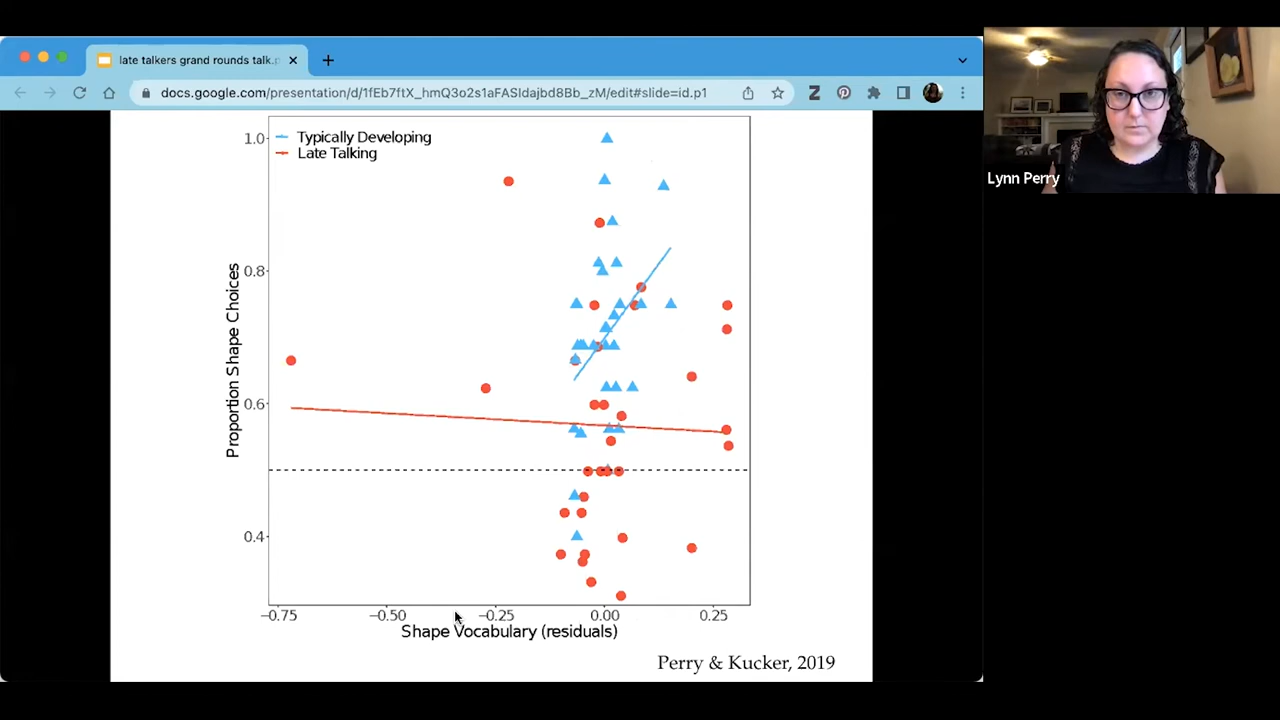 late talkers grand rounds talk.p
docs.google.com/presentation/d/1fEb7ftX_hmQ3o2s1aFASIdajbd8Bb_zM/edit#slide=id.p1
Lynn Perry
Typically Developing
Late Talking
1.0
0.8
0.6
0.4
Proportion Shape Choices
−0.75 −0.50 −0.25 0.00 0.25
Shape Vocabulary (residuals)
Perry & Kucker, 2019